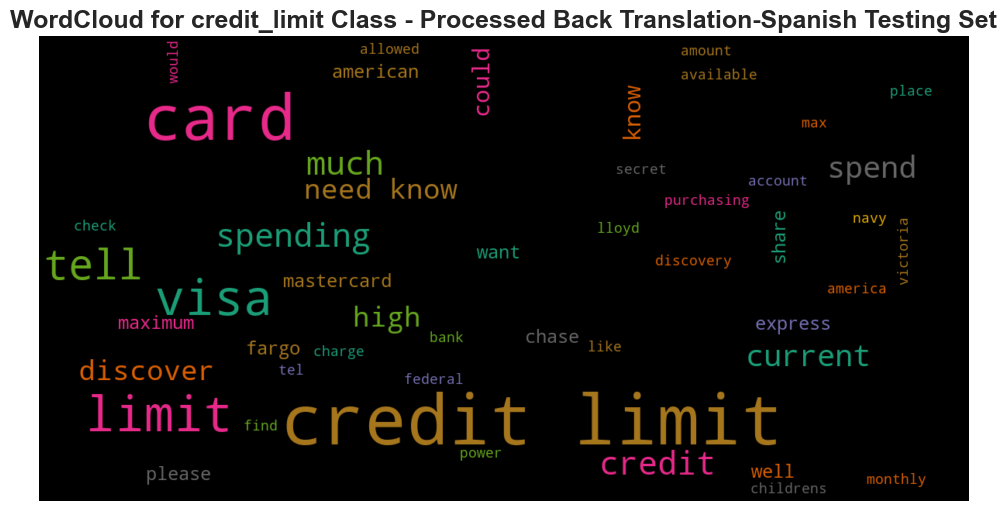 WordCloud for credit_limit Class - Processed Back Translation-Spanish Testing Set
would
allowed
american
could
amount
available
place
card
know
max
much
need know
secret
spend
account
purchasing
check
spending
lloyd
share
navy
victoria
tell
want
discovery
visa
mastercard
america
maximum
high
express
fargo
charge
bank
chase
like
current
discover
tel
federal
limit
find
credit limit
power
credit
please
well
monthly
childrens